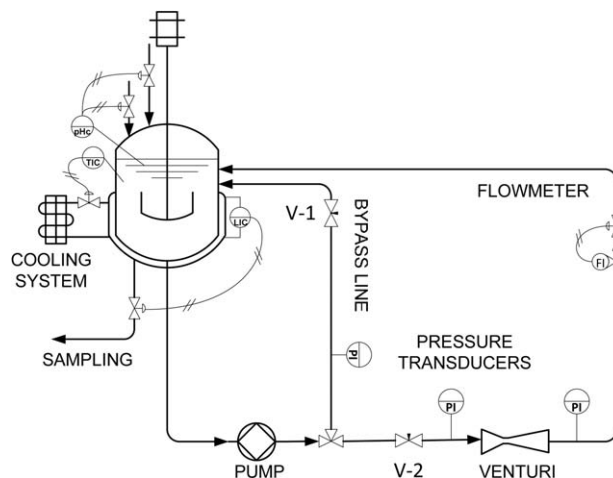 pHc
TIC
FLOWMETER
V-1
LIC
BYPASS LINE
FI
COOLING
SYSTEM
SAMPLING
PI
PRESSURE
TRANSDUCERS
PI
PI
PUMP
V-2
VENTURI